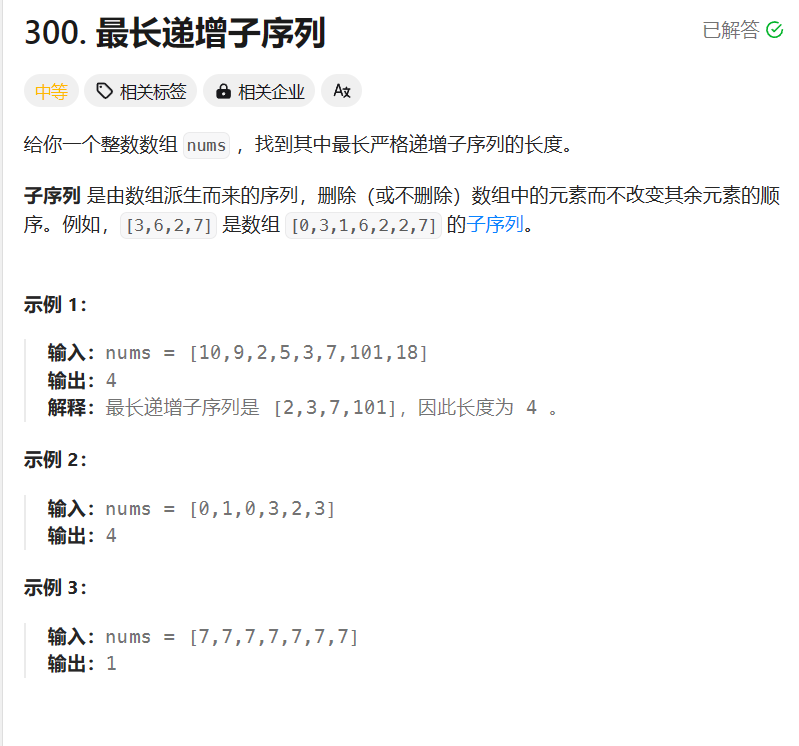 300. 最长递增子序列
已解答
中等 相关标签 相关企业 Aな
给你一个整数数组 nums ，找到其中最长严格递增子序列的长度。
子序列 是由数组派生而来的序列，删除（或不删除）数组中的元素而不改变其余元素的顺
序。例如，[3,6,2,7] 是数组 [0,3,1,6,2,2,7] 的子序列。
示例 1：
输入：nums = [10,9,2,5,3,7,101,18]
输出：4
解释：最长递增子序列是 [2,3,7,101]，因此长度为 4 。
示例 2：
输入：nums = [0,1,0,3,2,3]
输出：4
示例 3：
输入：nums = [7,7,7,7,7,7,7]
输出：1